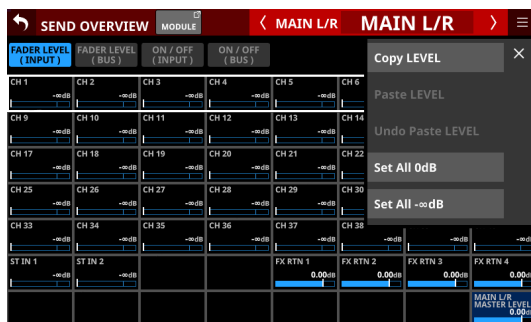 SEND OVERVIEW MODULE < MAIN L/R MAIN L/R >
FADER LEVEL (INPUT) FADER LEVEL (BUS) ON / OFF (INPUT) ON / OFF (BUS)
Copy LEVEL ×
Paste LEVEL
Undo Paste LEVEL
Set All 0dB
Set All -∞dB
CH 1 CH 2 CH 3 CH 4 CH 5 CH 6
-∞dB -∞dB -∞dB -∞dB -∞dB
CH 9 CH 10 CH 11 CH 12 CH 13 CH 14
-∞dB -∞dB -∞dB -∞dB -∞dB
CH 17 CH 18 CH 19 CH 20 CH 21 CH 22
-∞dB -∞dB -∞dB -∞dB -∞dB
CH 25 CH 26 CH 27 CH 28 CH 29 CH 30
-∞dB -∞dB -∞dB -∞dB -∞dB
CH 33 CH 34 CH 35 CH 36 CH 37 CH 38
-∞dB -∞dB -∞dB -∞dB -∞dB -∞dB -∞dB -∞dB
ST IN 1 ST IN 2 FX RTN 1 FX RTN 2 FX RTN 3 FX RTN 4
-∞dB -∞dB 0.00dB 0.00dB 0.00dB 0.00dB
MAIN L/R
MASTER LEVEL
0.00dB